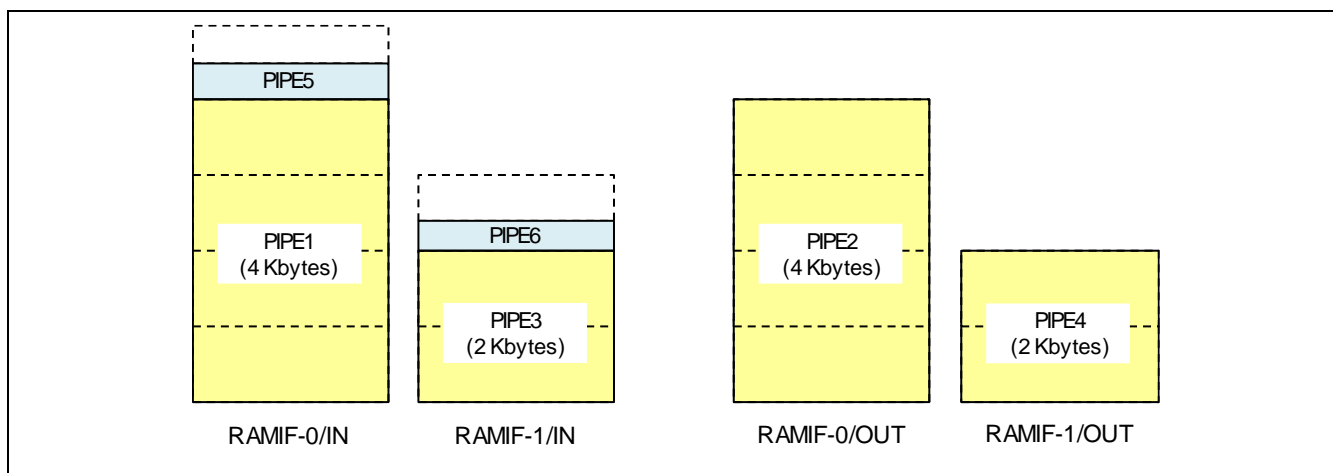 PIPE5
PIPE1
(4 Kbytes)
RAMIF-0/IN
PIPE6
PIPE3
(2 Kbytes)
RAMIF-1/IN
PIPE2
(4 Kbytes)
RAMIF-0/OUT
PIPE4
(2 Kbytes)
RAMIF-1/OUT